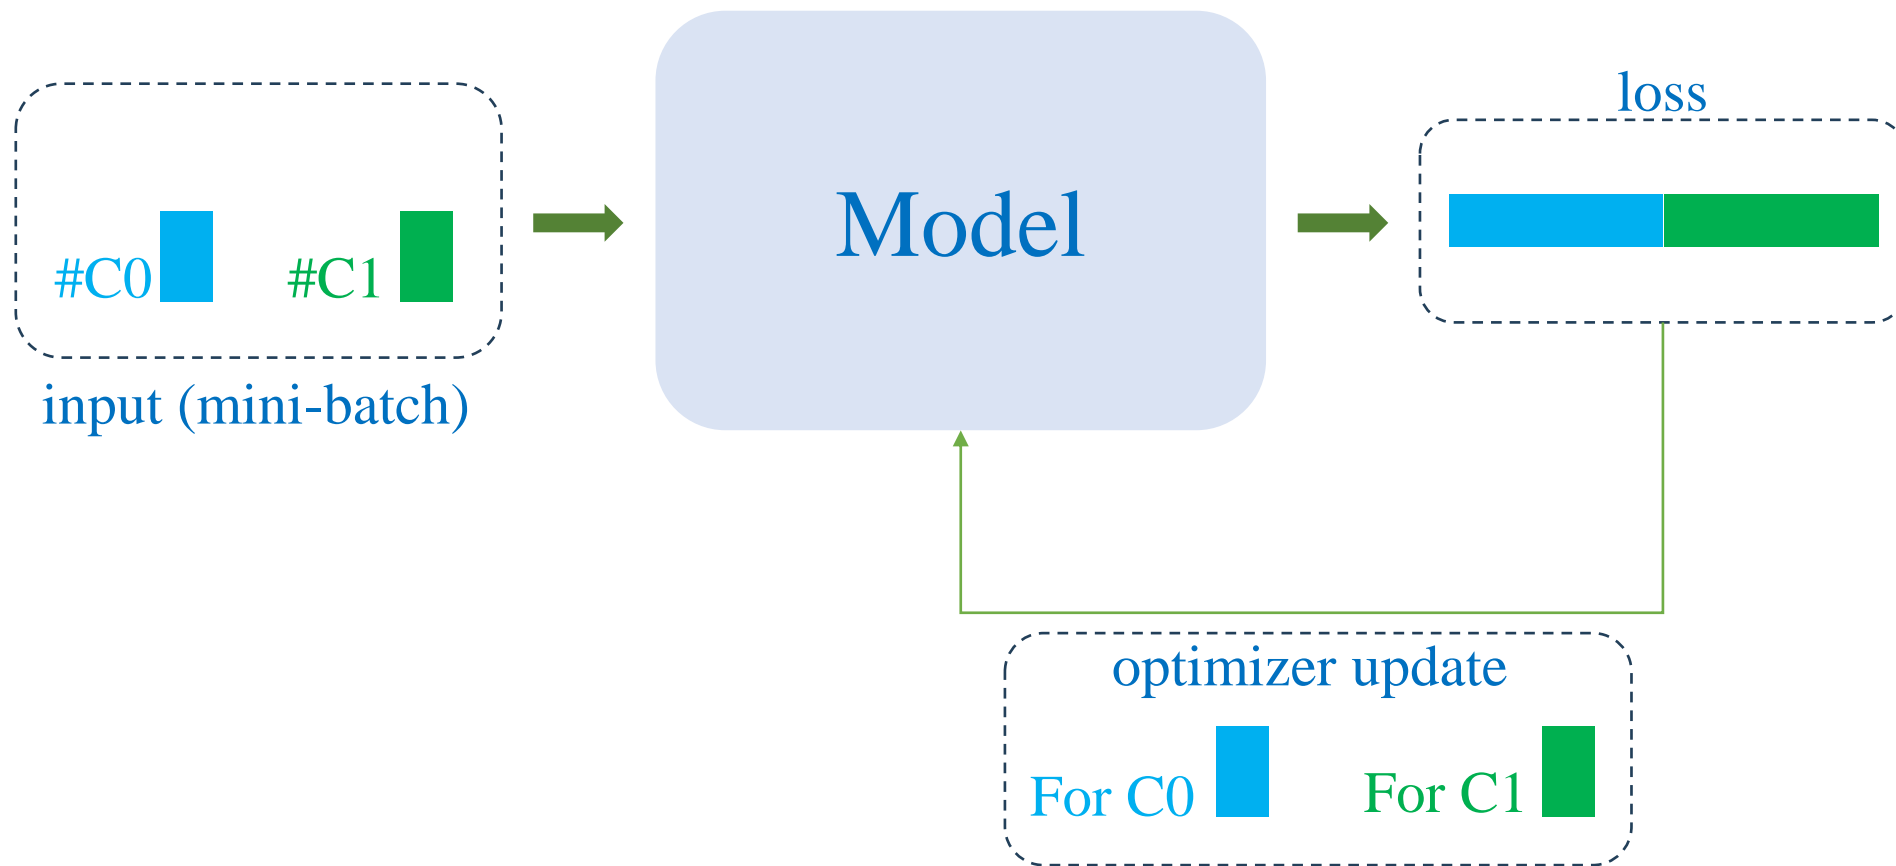 #C0
#C1
input (mini-batch)
Model
loss
optimizer update
For C0
For C1